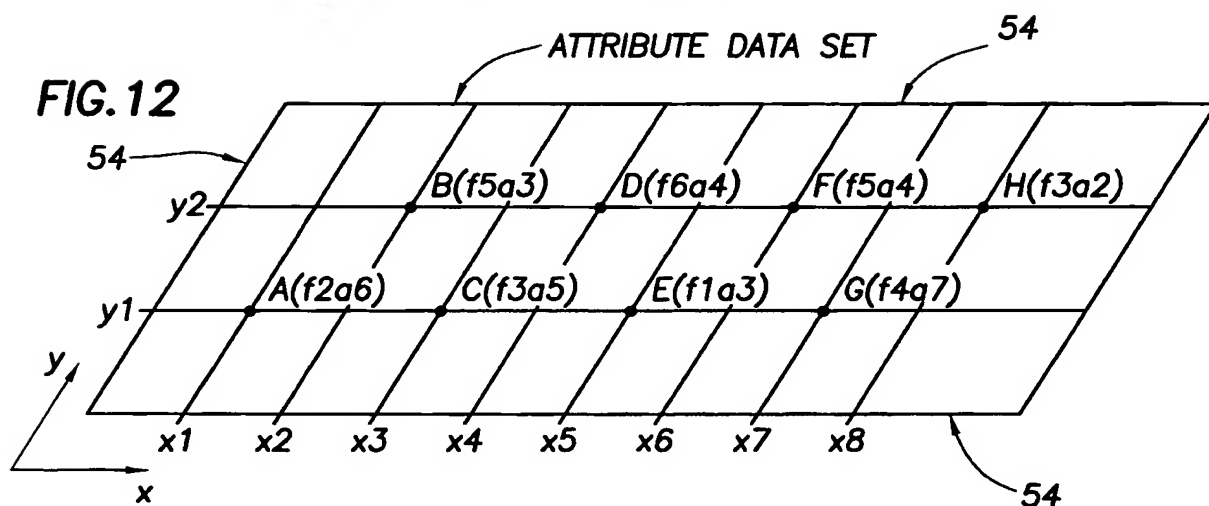 54
ATTRIBUTE DATA SET
FIG.12
54
B(f5a3) D(f6a4) F(f5a4) H(f3a2)
y2
A(f2a6) C(f3a5) E(f1a3) G(f4a7)
y1
y
x1 x2 x3 x4 x5 x6 x7 x8
x
54